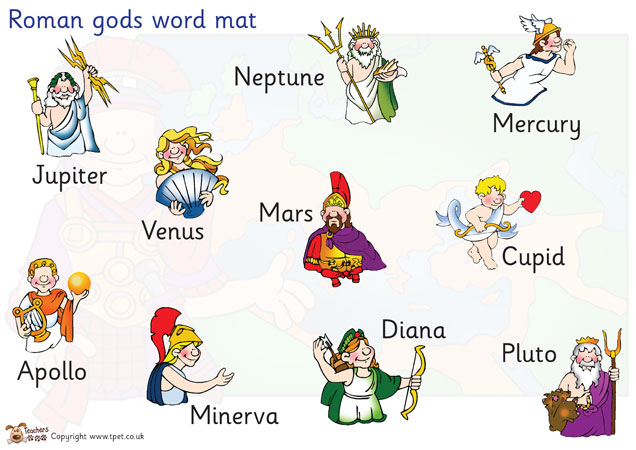 Roman gods word mat
Neptune
Mercury
Jupiter
Venus
Mars
Cupid
Apollo
Minerva
Diana
Pluto
Teachers
Copyright www.tpet.co.uk